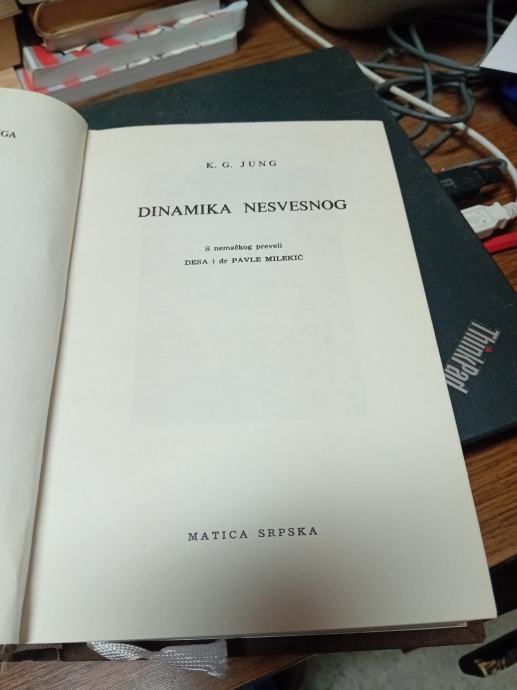 K. G. JUNG
DINAMIKA NESVESNOG
S nemačkog preveli
DESA i dr PAVLE MILEKIĆ
MATICA SRPSKA
ThinkPad